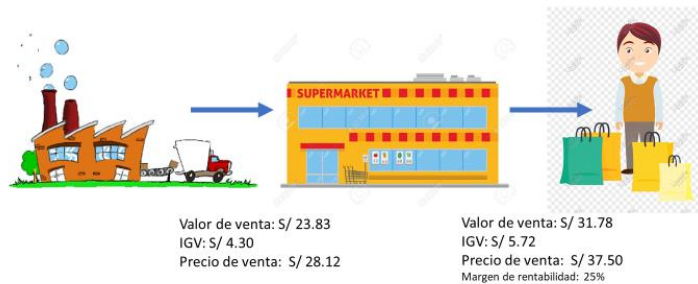 SUPERMARKET
Valor de venta: S/ 23.83
IGV: S/ 4.30
Precio de venta:  S/ 28.12
Valor de venta: S/ 31.78
IGV: S/ 5.72
Precio de venta:  S/ 37.50
Margen de rentabilidad:  25%